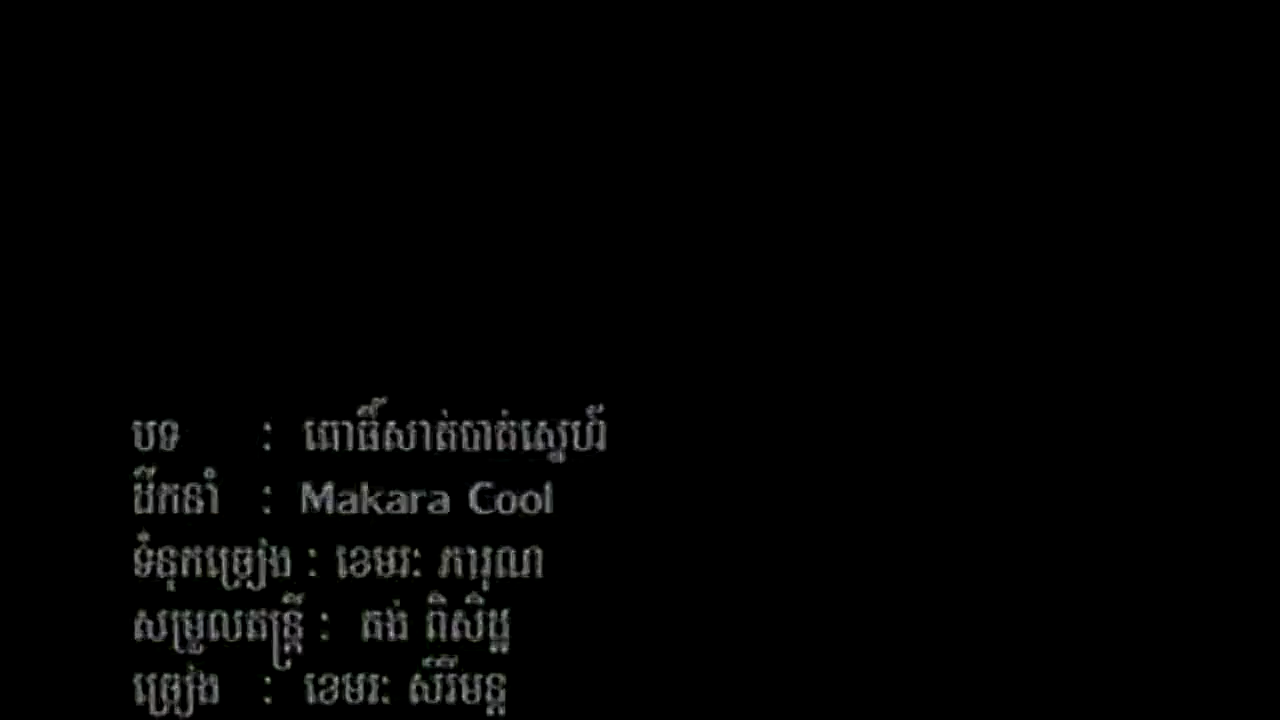 បទ : ពោធិ៍សាត់បាត់ស្នេហ៍
ដឹកនាំ : Makara Cool
ទំនុកច្រៀង : ខេមរៈ ភារុណ
សម្រួលតន្ត្រី : គង់ ពិសិដ្ឋ
ច្រៀង : ខេមរៈ សិរីមន្ត